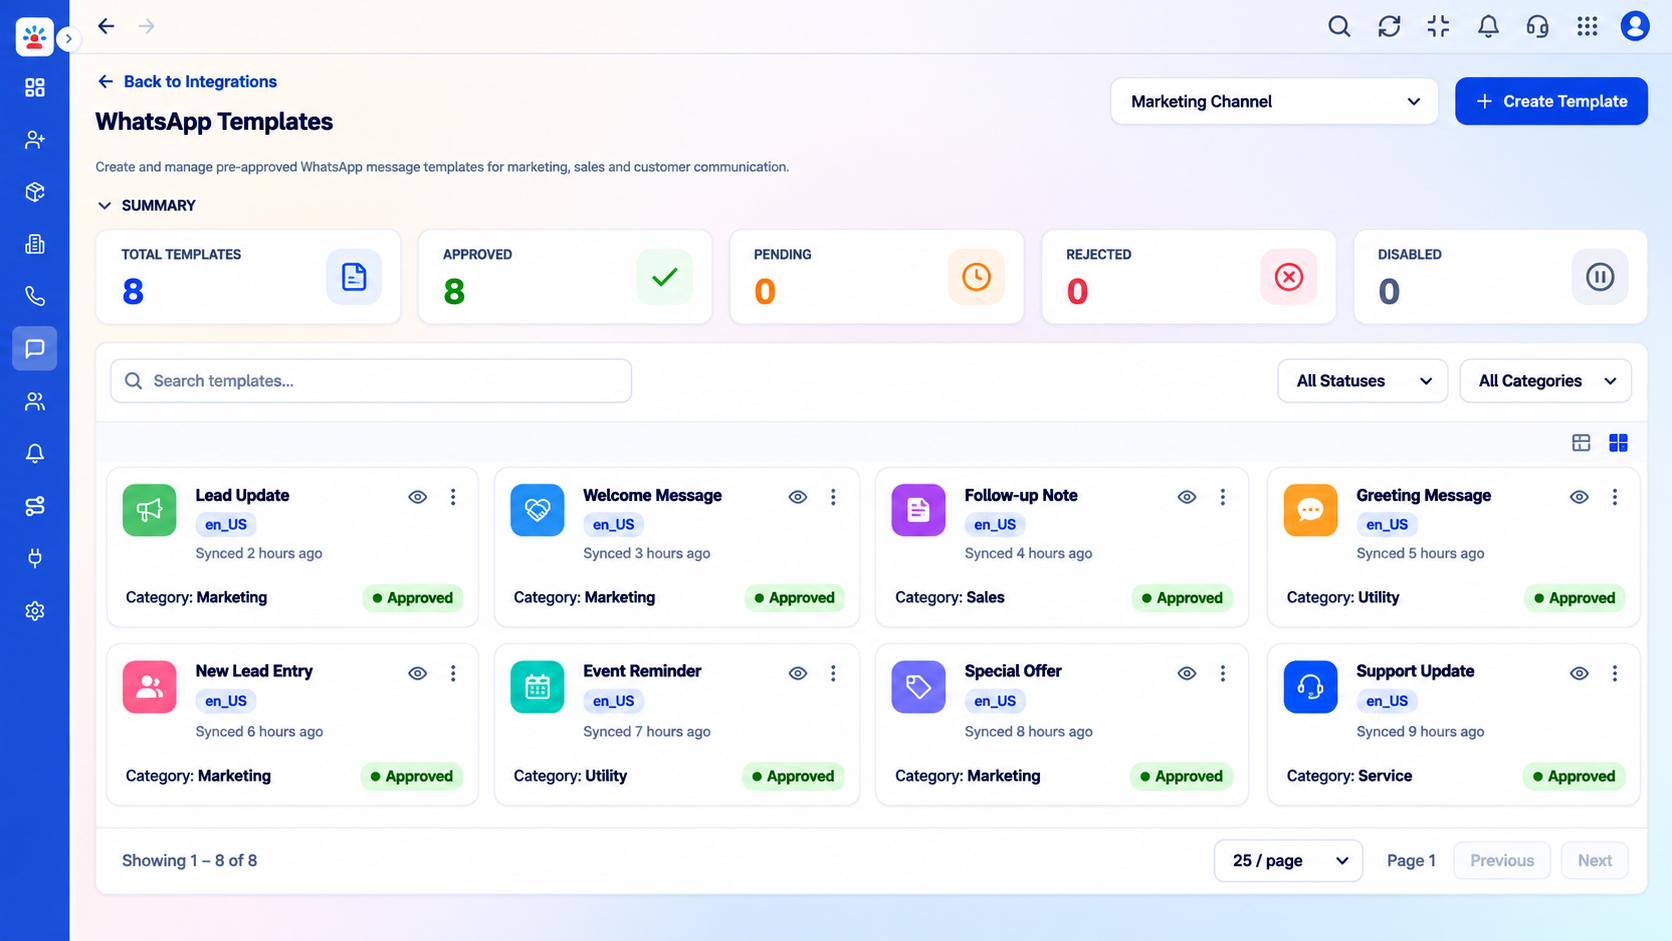 Back to Integrations
WhatsApp Templates
Marketing Channel
Create Template
Create and manage pre-approved WhatsApp message templates for marketing, sales and customer communication.
SUMMARY
TOTAL TEMPLATES
8
APPROVED
8
PENDING
0
REJECTED
0
DISABLED
0
Search templates...
All Statuses
All Categories
Lead Update
en_US
Synced 2 hours ago
Category: Marketing
Approved
Welcome Message
en_US
Synced 3 hours ago
Category: Marketing
Approved
Follow-up Note
en_US
Synced 4 hours ago
Category: Sales
Approved
Greeting Message
en_US
Synced 5 hours ago
Category: Utility
Approved
New Lead Entry
en_US
Synced 6 hours ago
Category: Marketing
Approved
Event Reminder
en_US
Synced 7 hours ago
Category: Utility
Approved
Special Offer
en_US
Synced 8 hours ago
Category: Marketing
Approved
Support Update
en_US
Synced 9 hours ago
Category: Service
Approved
Showing 1 – 8 of 8
25 / page
Page 1
Previous
Next